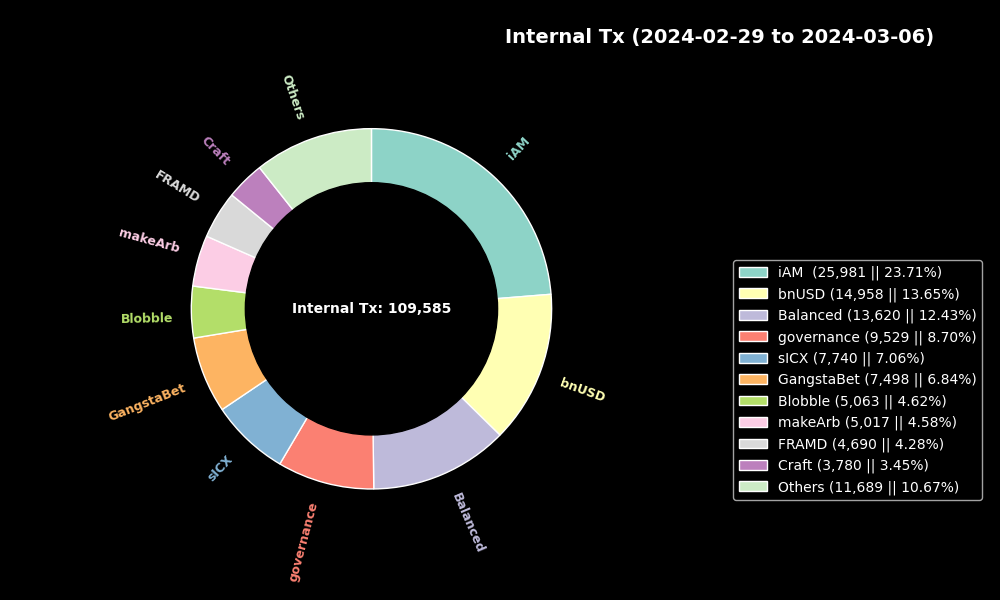 Internal Tx (2024-02-29 to 2024-03-06)
Others
iAM
Craft
FRAMD
makeArb
Blobble
GangstaBet
sICX
governance
Balanced
bnUSD
Internal Tx: 109,585
iAM  (25,981 || 23.71%)
bnUSD (14,958 || 13.65%)
Balanced (13,620 || 12.43%)
governance (9,529 || 8.70%)
sICX (7,740 || 7.06%)
GangstaBet (7,498 || 6.84%)
Blobble (5,063 || 4.62%)
makeArb (5,017 || 4.58%)
FRAMD (4,690 || 4.28%)
Craft (3,780 || 3.45%)
Others (11,689 || 10.67%)